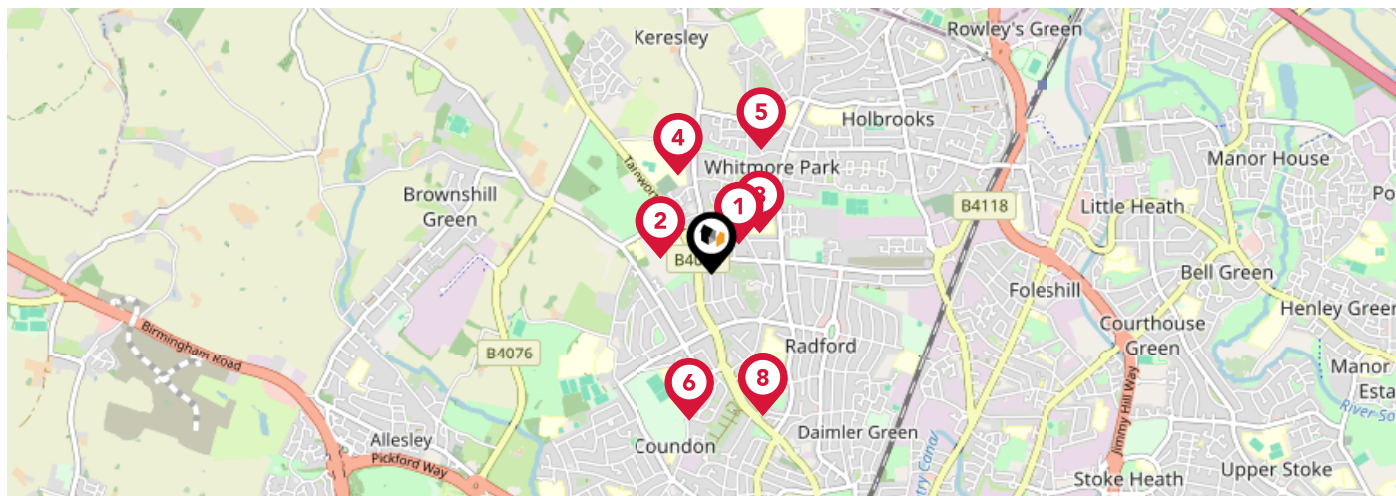 Keresley
Rowley's Green
5
Holbrooks
4
Whitmore Park
Manor House
Brownshill
Green
3
1
2
B4118
Little Heath
Bell Green
Foleshill
Henley Green
Birmingham Road
Courthouse
Green
B4076
Radford
Manor
6
8
Jimmy Hill Way
Coundon
Daimler Green
Allesley
Pickford Way
Upper Stoke
Stoke Heath